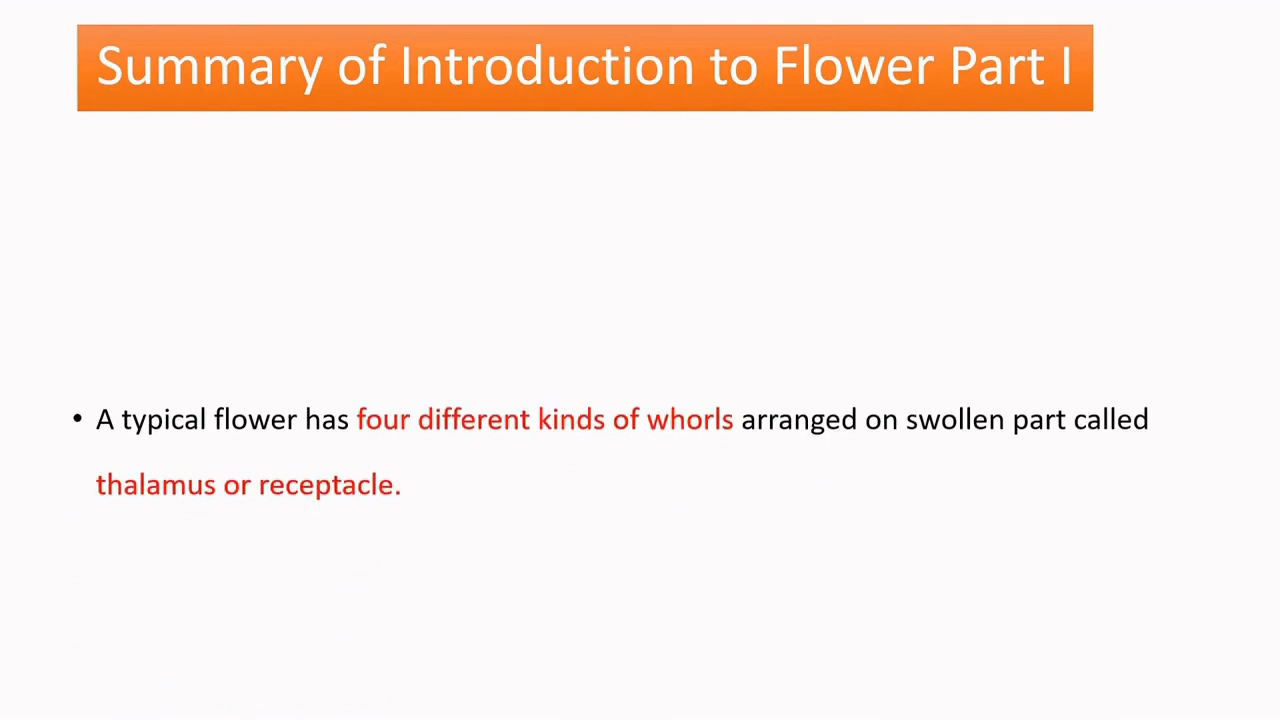 Summary of Introduction to Flower Part I
• A typical flower has four different kinds of whorls arranged on swollen part called
thalamus or receptacle.